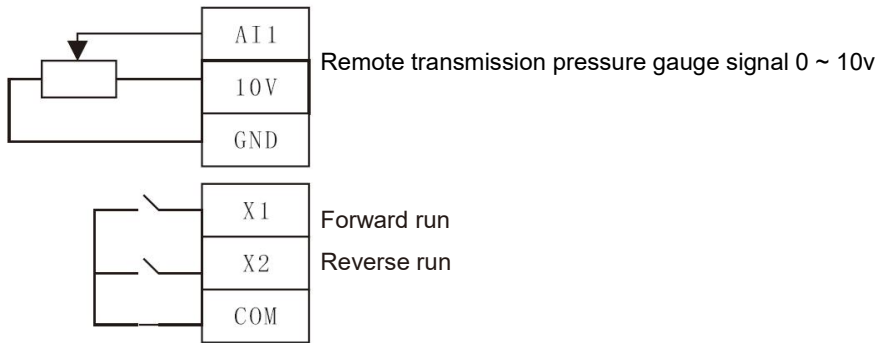 AI1
Remote transmission pressure gauge signal 0 ~ 10v
10V
GND
X1
Forward run
X2
Reverse run
COM